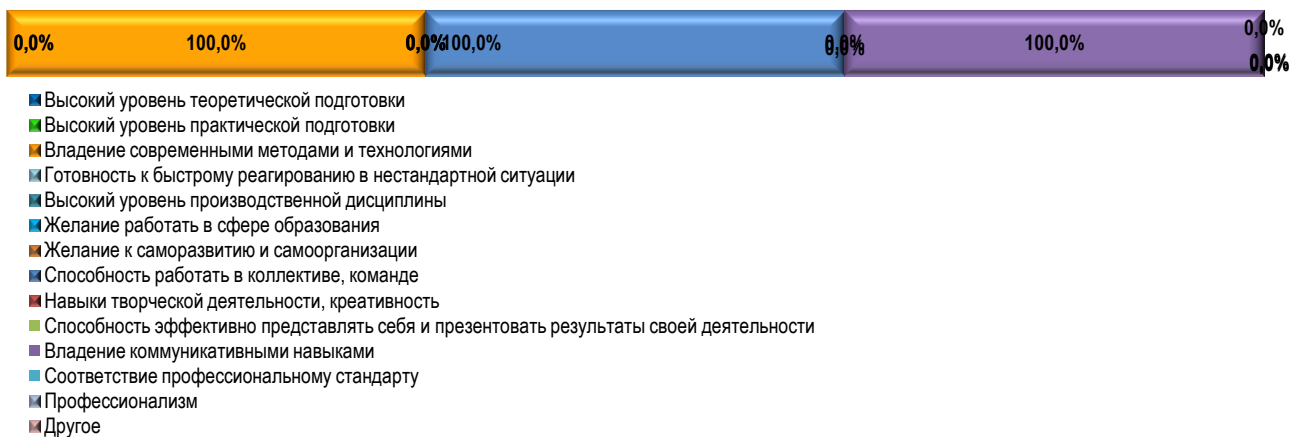 0,0% 100,0% 0,0% 100,0% 0,0% 100,0% 0,0%
0,0%
Высокий уровень теоретической подготовки
Высокий уровень практической подготовки
Владение современными методами и технологиями
Готовность к быстрому реагированию в нестандартной ситуации
Высокий уровень производственной дисциплины
Желание работать в сфере образования
Желание к саморазвитию и самоорганизации
Способность работать в коллективе, команде
Навыки творческой деятельности, креативность
Способность эффективно представлять себя и презентовать результаты своей деятельности
Владение коммуникативными навыками
Соответствие профессиональному стандарту
Профессионализм
Другое